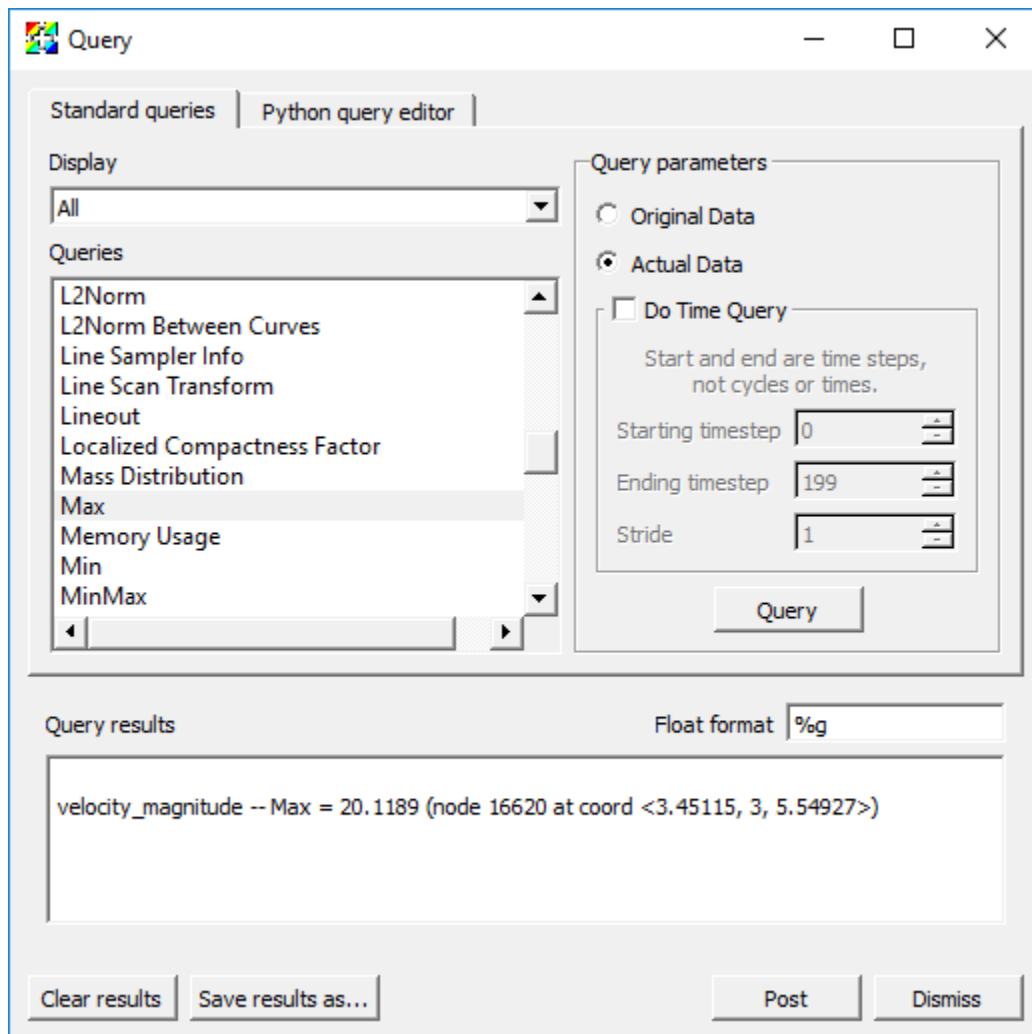 Query
Standard queries
Python query editor
Display
All
Queries
L2Norm
L2Norm Between Curves
Line Sampler Info
Line Scan Transform
Lineout
Localized Compactness Factor
Mass Distribution
Max
Memory Usage
Min
MinMax
Query parameters
Original Data
Actual Data
Do Time Query
Start and end are time steps,
not cycles or times.
Starting timestep 0
Ending timestep 199
Stride 1
Query
Query results
Float format %g
velocity_magnitude -- Max = 20.1189 (node 16620 at coord <3.45115, 3, 5.54927>)
Clear results
Save results as...
Post
Dismiss